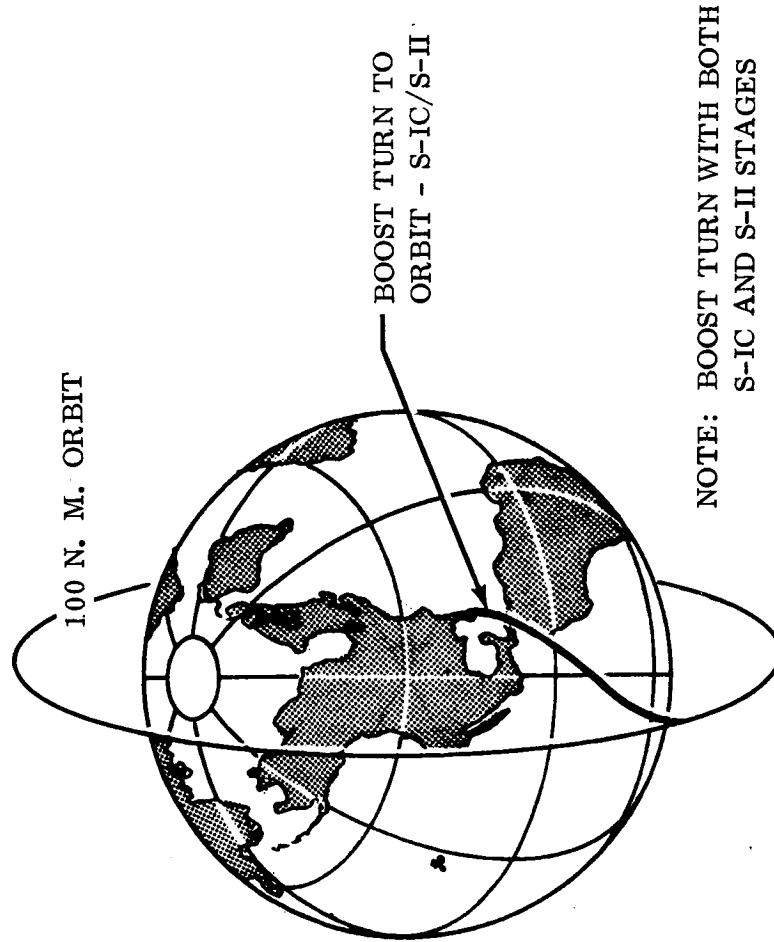 100 N. M. ORBIT
BOOST TURN TO
ORBIT - S-IC/S-II
NOTE: BOOST TURN WITH BOTH
S-IC AND S-II STAGES